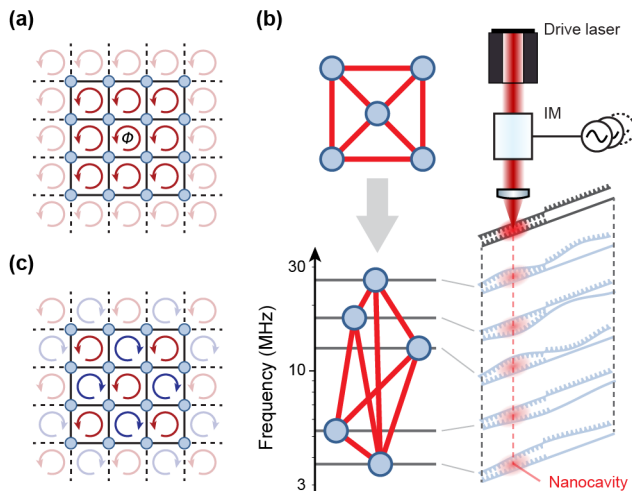 (a)
Φ
(b)
Drive laser
IM
(c)
Frequency (MHz)
30
10
3
Nanocavity